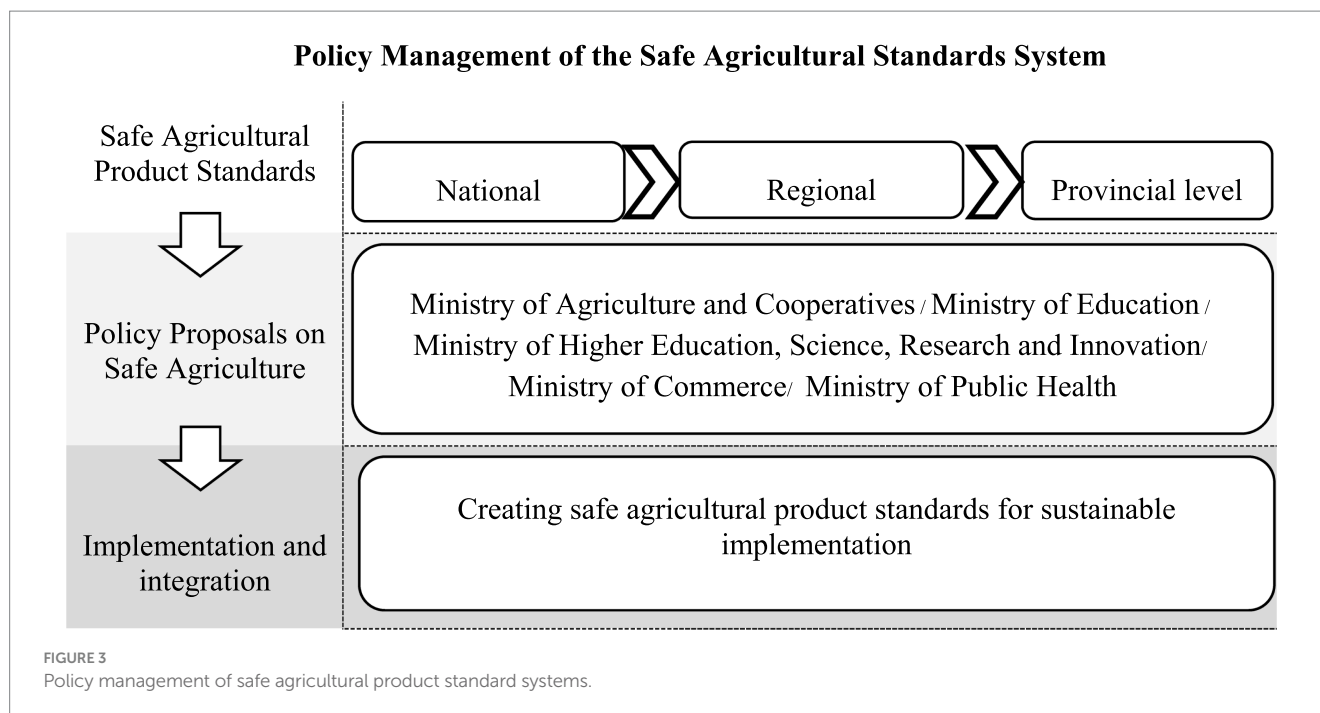 Policy Management of the Safe Agricultural Standards System
Safe Agricultural
Product Standards
National
Regional
Provincial level
Policy Proposals on
Safe Agriculture
Ministry of Agriculture and Cooperatives / Ministry of Education /
Ministry of Higher Education, Science, Research and Innovation/
Ministry of Commerce/ Ministry of Public Health
Implementation and
integration
Creating safe agricultural product standards for sustainable
implementation
FIGURE 3
Policy management of safe agricultural product standard systems.